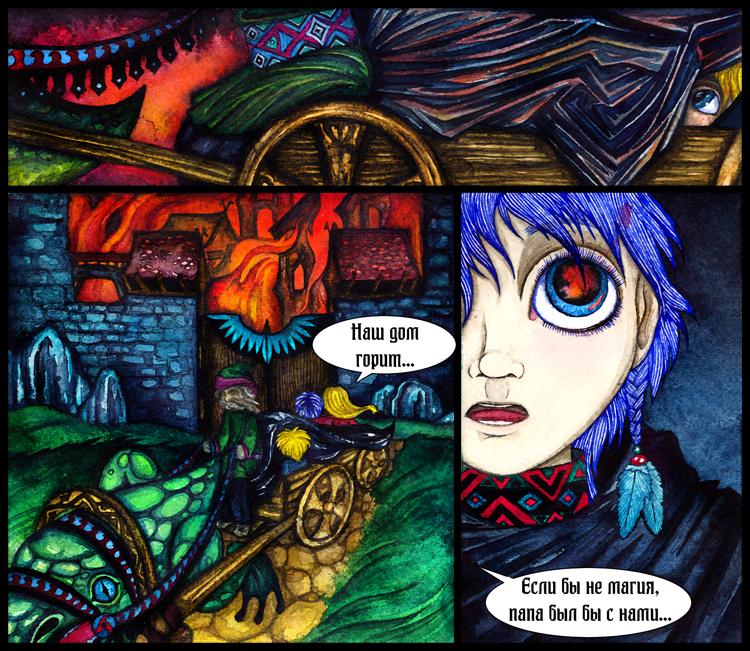 Наш дом
горит...
Если бы не магия,
папа был бы с нами...